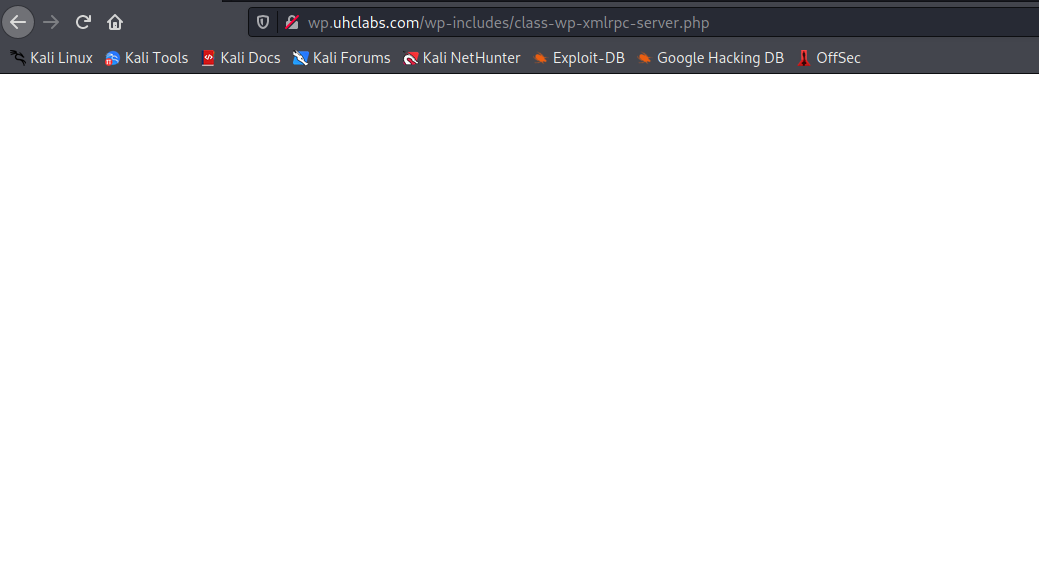 wp.uhclabs.com/wp-includes/class-wp-xmlrpc-server.php
Kali Linux Kali Tools Kali Docs Kali Forums Kali NetHunter Exploit-DB Google Hacking DB OffSec